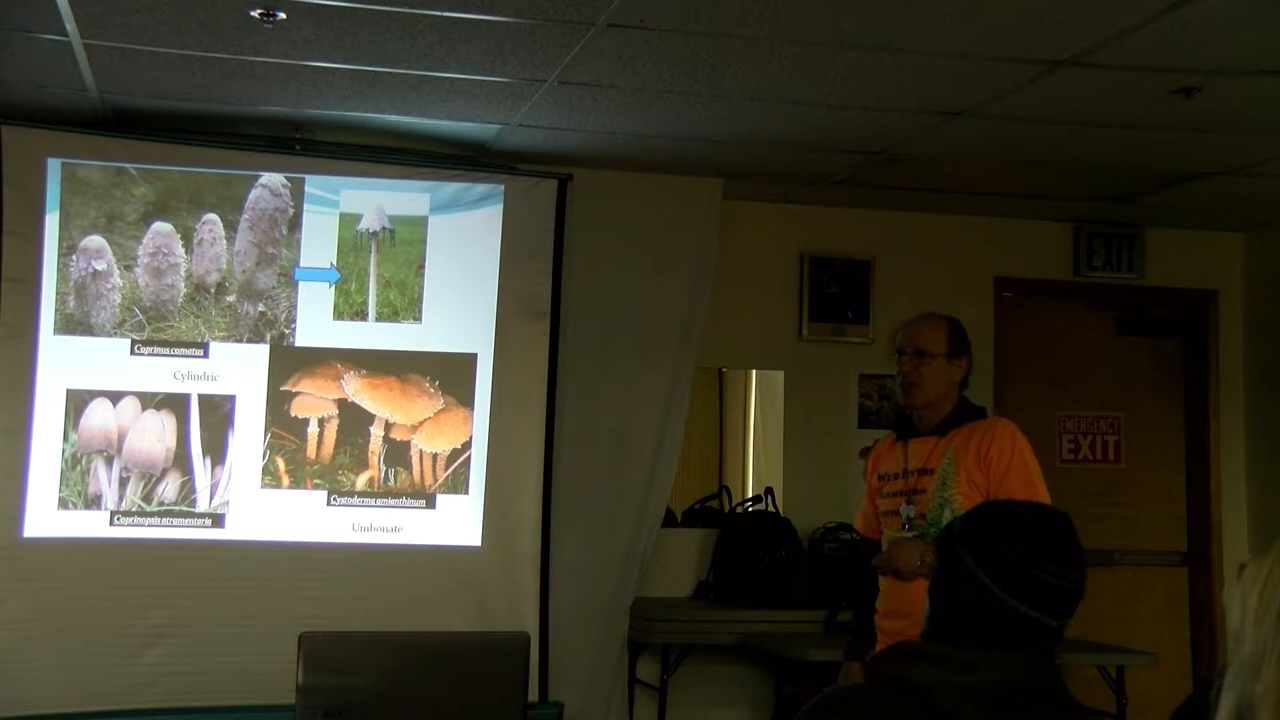 Coprinus comatus
Cylindric
Coprinopsis atramentaria
Cystoderma amianthinum
Umbonate
EXIT
EMERGENCY
EXIT